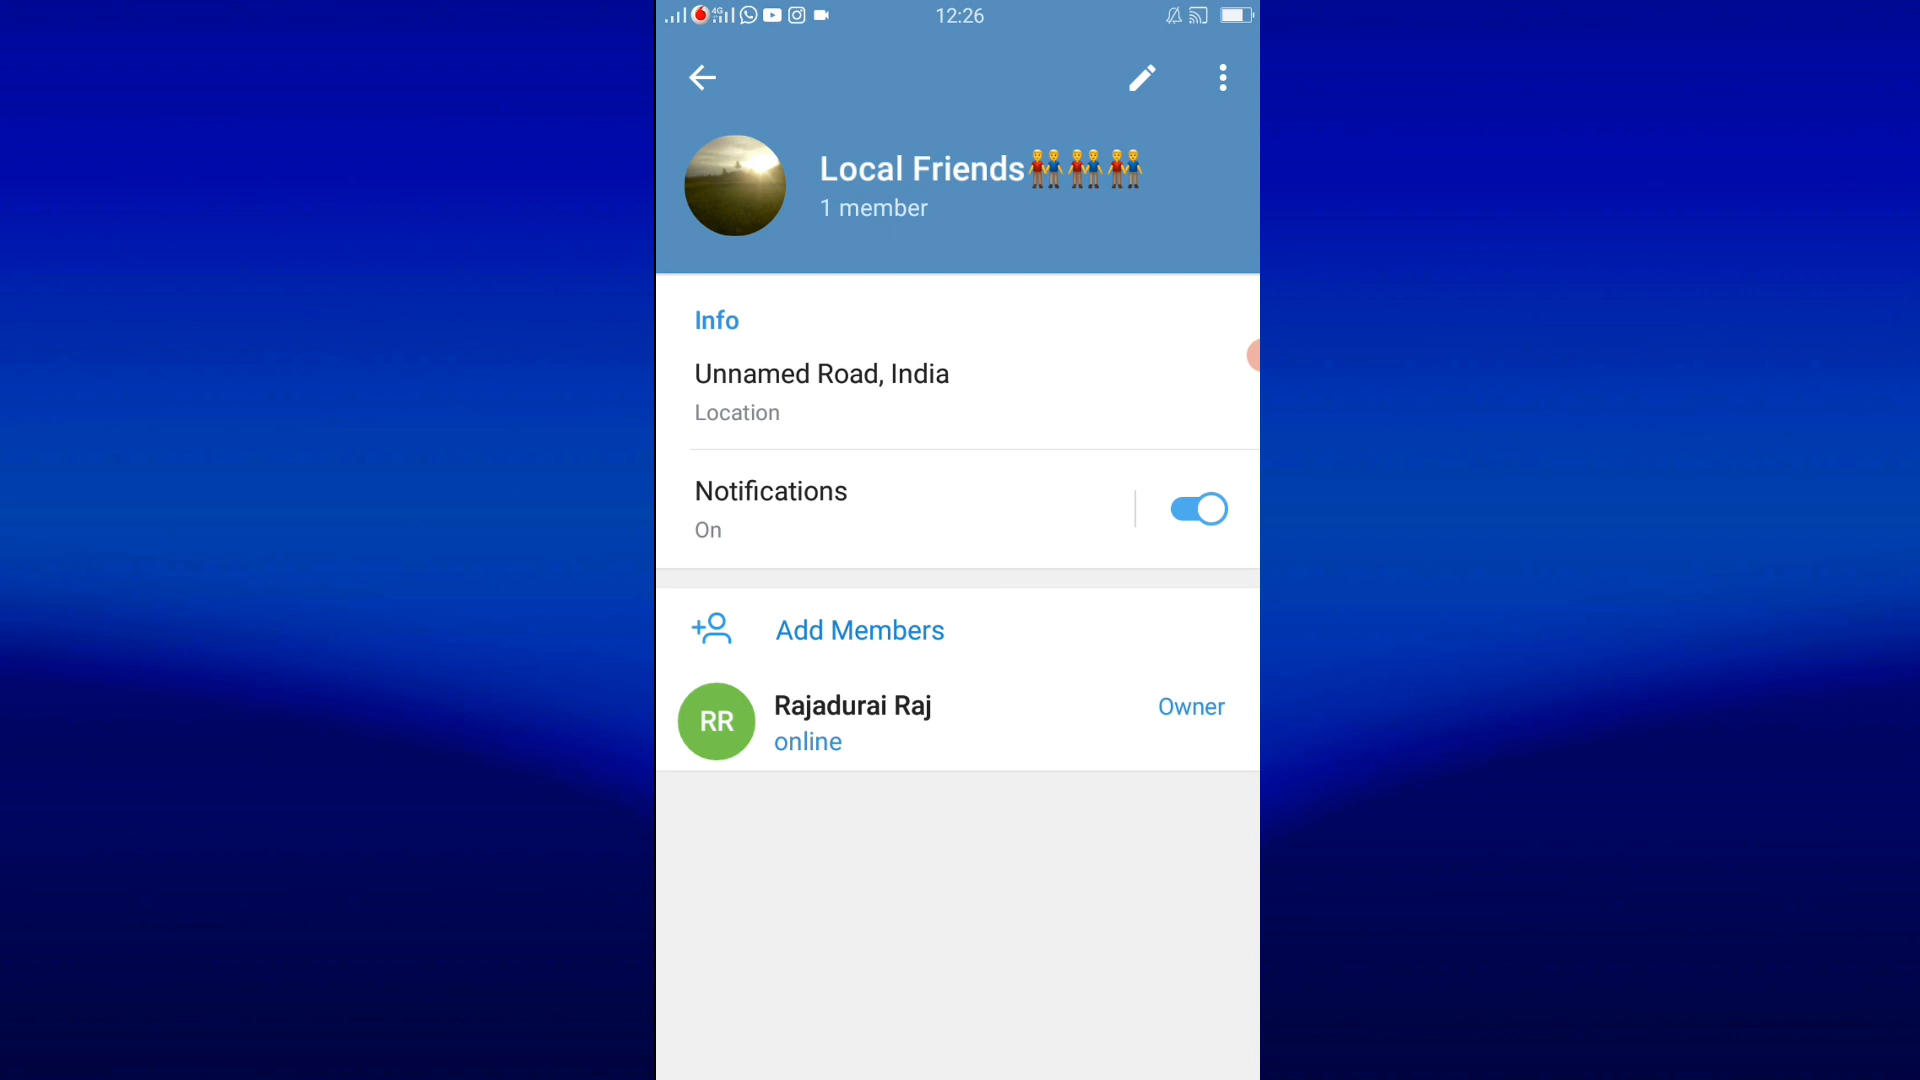 4G 12:26
Local Friends👬👬👬
1 member
Info
Unnamed Road, India
Location
Notifications
On
Add Members
RR Rajadurai Raj Owner
online